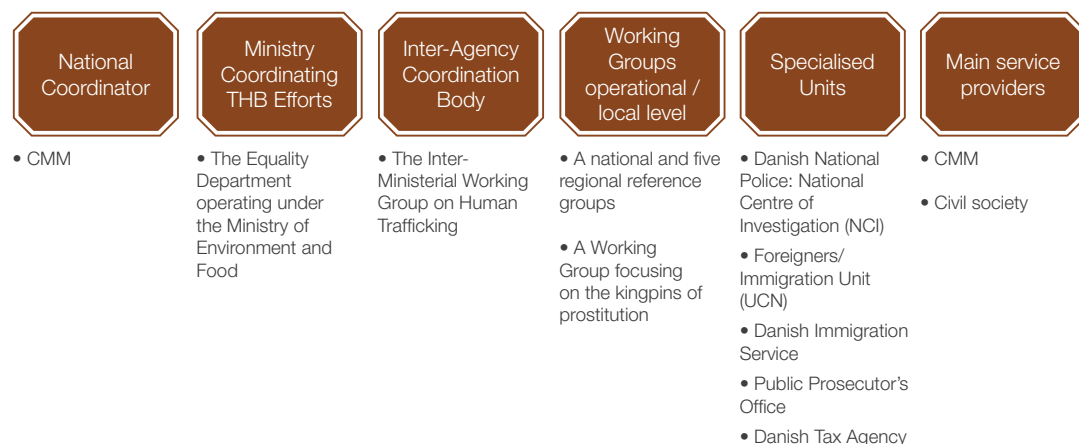 National
Coordinator
• CMM
Ministry
Coordinating
THB Efforts
• The Equality
Department
operating under
the Ministry of
Environment and
Food
Inter-Agency
Coordination
Body
• The Inter-
Ministerial Working
Group on Human
Trafficking
Working
Groups
operational /
local level
• A national and five
regional reference
groups
• A Working
Group focusing
on the kingpins of
prostitution
Specialised
Units
• Danish National
Police: National
Centre of
Investigation (NCI)
• Foreigners/
Immigration Unit
(UCN)
• Danish Immigration
Service
• Public Prosecutor's
Office
• Danish Tax Agency
Main service
providers
• CMM
• Civil society